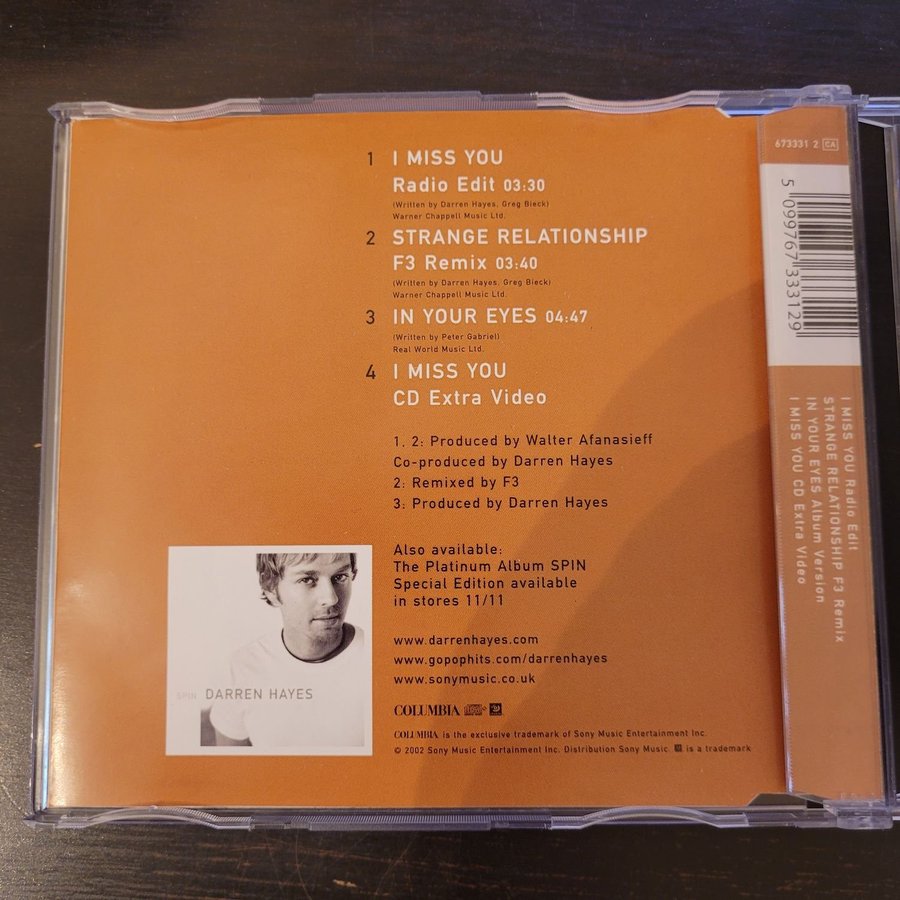 1 I MISS YOU
Radio Edit 03:30
(Written by Darren Hayes, Greg Bieck)
Warner Chappell Music Ltd.
2 STRANGE RELATIONSHIP
F3 Remix 03:40
(Written by Darren Hayes, Greg Bieck)
Warner Chappell Music Ltd.
3 IN YOUR EYES 04:47
(Written by Peter Gabriel)
Real World Music Ltd.
4 I MISS YOU
CD Extra Video
1, 2: Produced by Walter Afanasieff
Co-produced by Darren Hayes
2: Remixed by F3
3: Produced by Darren Hayes
Also available:
The Platinum Album SPIN
Special Edition available
in stores 11/11
www.darrenhayes.com
www.gopophits.com/darrenhayes
www.sonymusic.co.uk
COLUMBIA
COLUMBIA is the exclusive trademark of Sony Music Entertainment Inc.
© 2002 Sony Music Entertainment Inc. Distribution Sony Music. is a trademark
SPIN DARREN HAYES
673331 2 CA
5 099767 333129
I MISS YOU Radio Edit
STRANGE RELATIONSHIP F3 Remix
IN YOUR EYES Album Version
I MISS YOU CD Extra Video